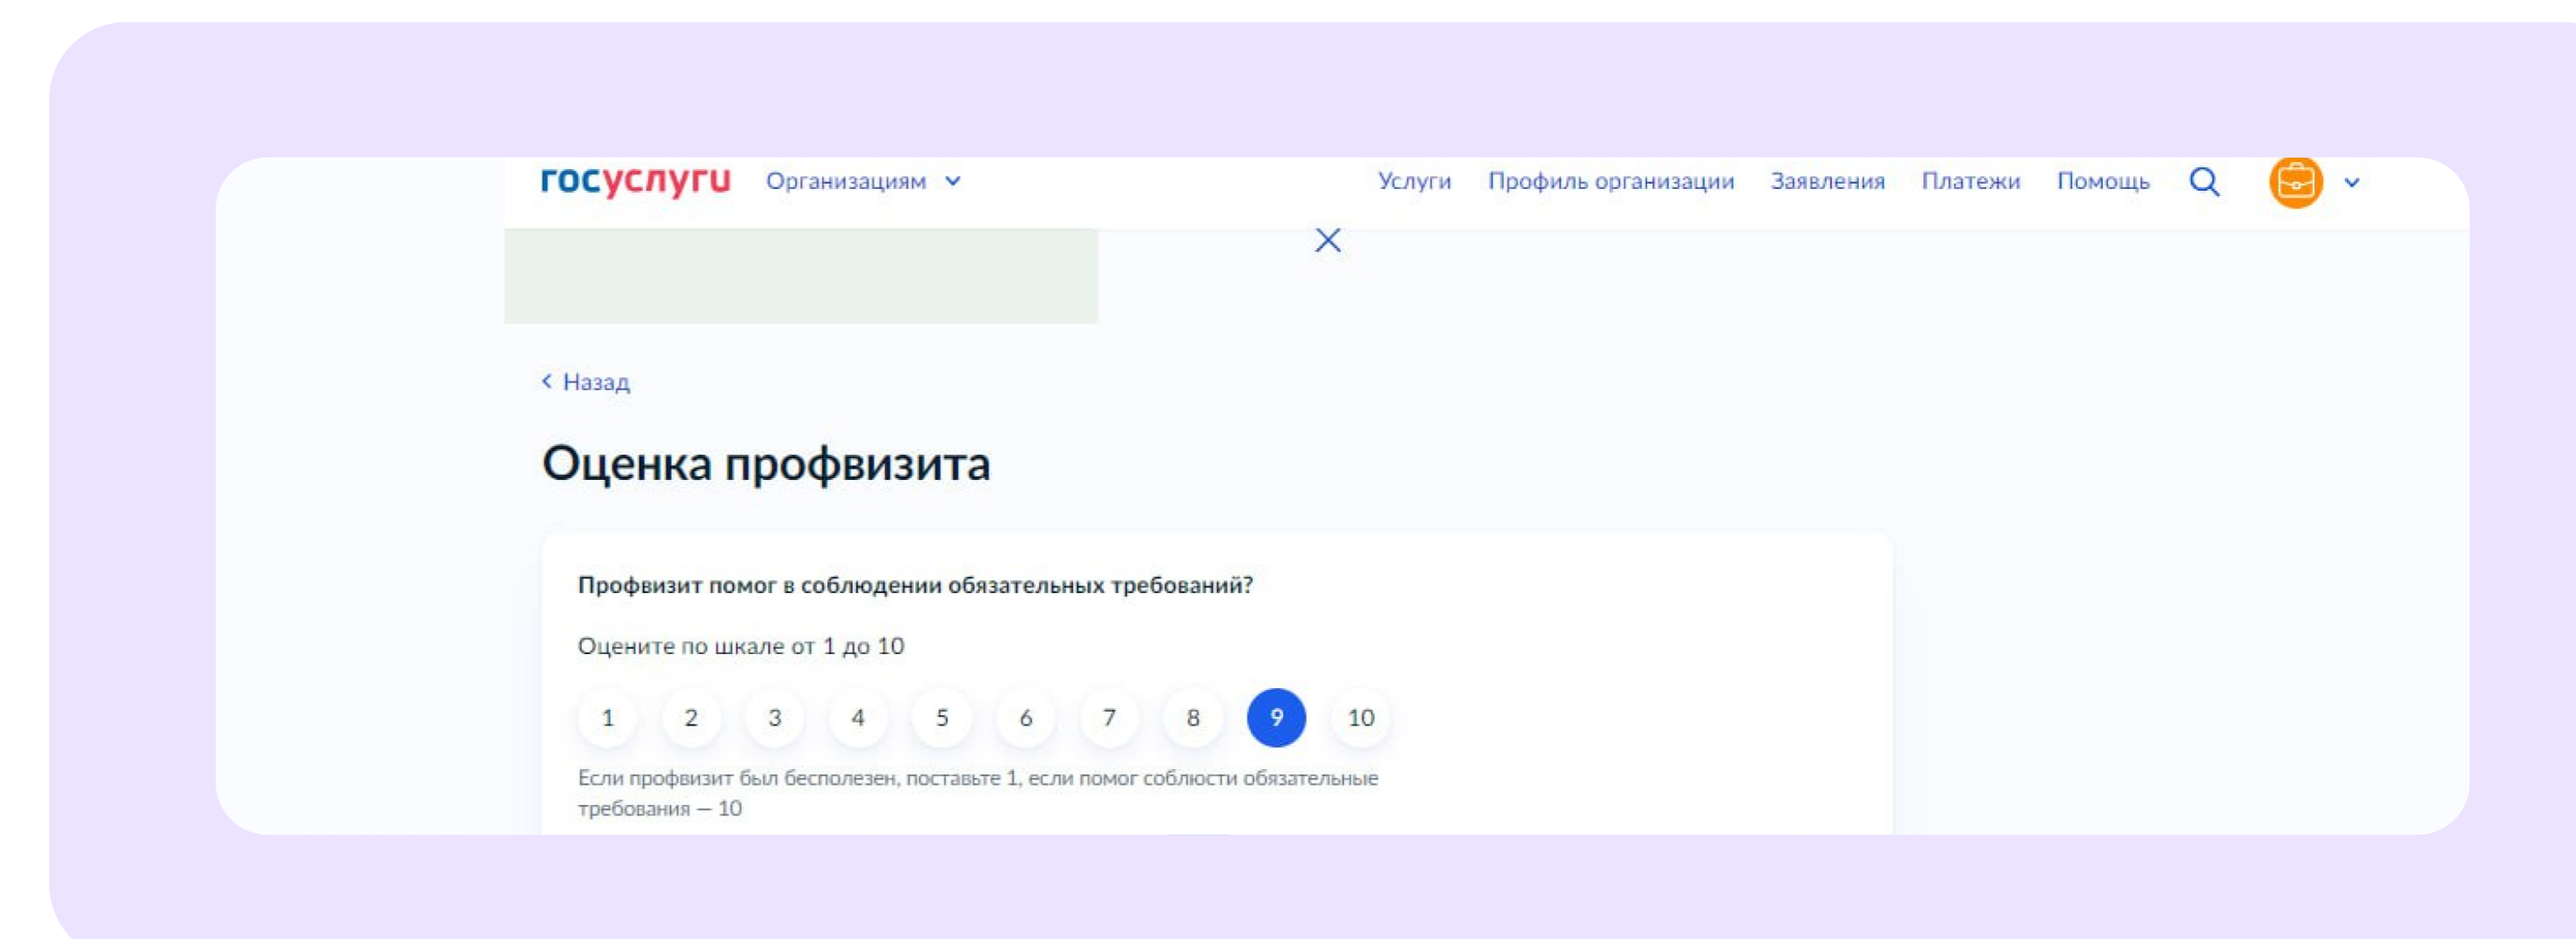 госуслуги Организациям Услуги Профиль организации Заявления Платежи Помощь
Назад
Оценка профвизита
Профвизит помог в соблюдении обязательных требований?
Оцените по шкале от 1 до 10
1 2 3 4 5 6 7 8 9 10
Если профвизит был бесполезен, поставьте 1, если помог соблюсти обязательные
требования — 10